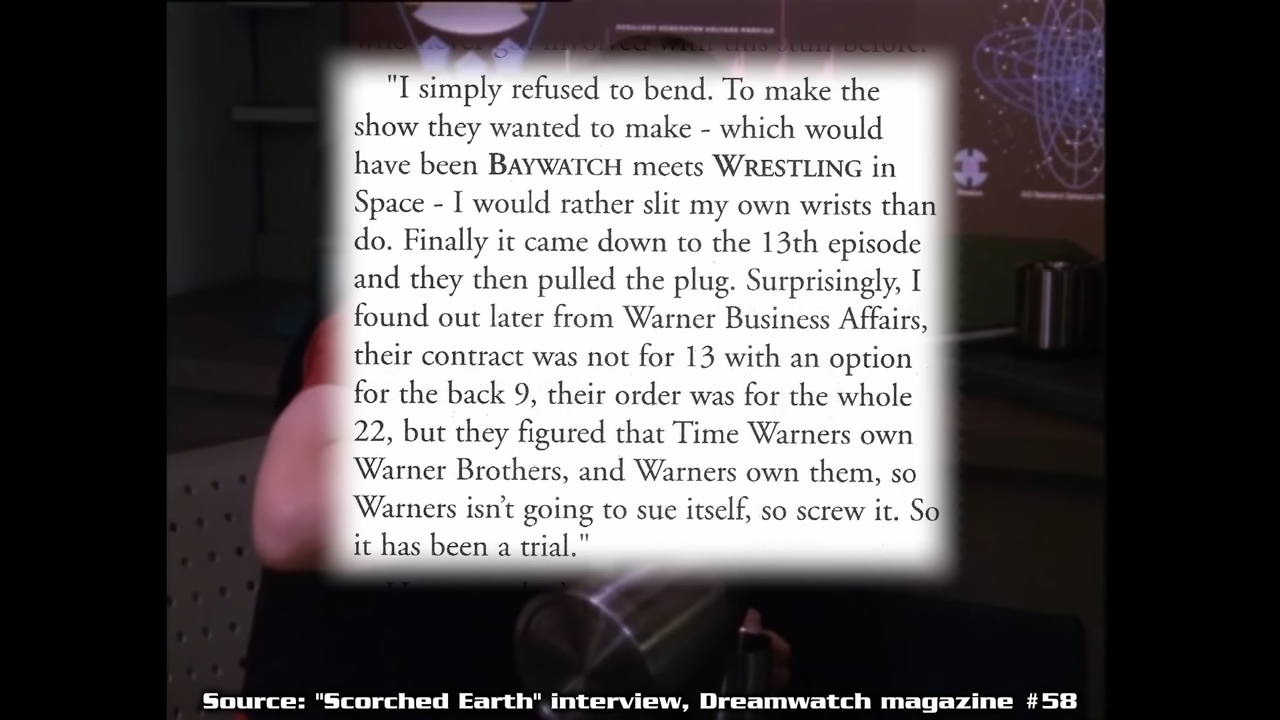 "I simply refused to bend. To make the
show they wanted to make - which would
have been BAYWATCH meets WRESTLING in
Space - I would rather slit my own wrists than
do. Finally it came down to the 13th episode
and they then pulled the plug. Surprisingly, I
found out later from Warner Business Affairs,
their contract was not for 13 with an option
for the back 9, their order was for the whole
22, but they figured that Time Warners own
Warner Brothers, and Warners own them, so
Warners isn't going to sue itself, so screw it. So
it has been a trial."
Source: "Scorched Earth" interview, Dreamwatch magazine #58